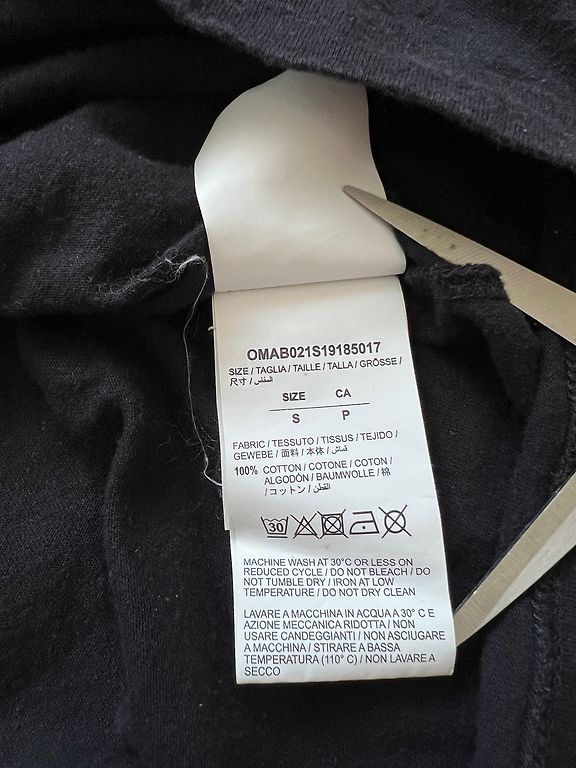 OMAB021S19185017
SIZE / TAGLIA / TAILLE / TALLA / GRÖSSE /
尺寸 / المقاس
SIZE CA
S P
FABRIC / TESSUTO / TISSUS / TEJIDO /
GEWEBE / 面料 / 本体 / قماش
100% COTTON / COTONE / COTON /
ALGODÓN / BAUMWOLLE / 棉
/ コットン / القطن
30
MACHINE WASH AT 30°C OR LESS ON
REDUCED CYCLE / DO NOT BLEACH / DO
NOT TUMBLE DRY / IRON AT LOW
TEMPERATURE / DO NOT DRY CLEAN
LAVARE A MACCHINA IN ACQUA A 30° C E
AZIONE MECCANICA RIDOTTA / NON
USARE CANDEGGIANTI / NON ASCIUGARE
A MACCHINA / STIRARE A BASSA
TEMPERATURA (110° C) / NON LAVARE A
SECCO